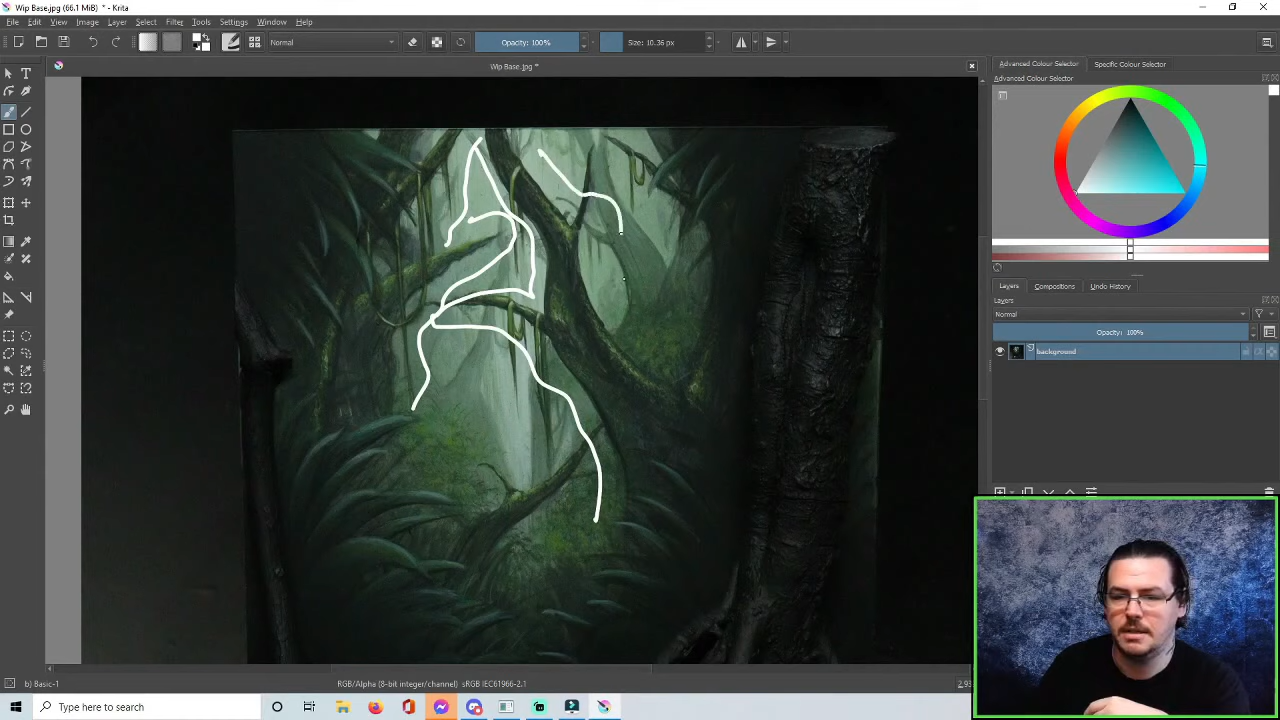 Wip Base.jpg (66.1 MiB) * - Krita
File Edit View Image Layer Select Filter Tools Settings Window Help
Normal Opacity: 100% Size: 10.36 px
Wip Base.jpg *
Advanced Colour Selector Specific Colour Selector
Advanced Colour Selector
Layers Compositions Undo History
Layers
Normal
Opacity: 100%
background
b) Basic-1 RGB/Alpha (8-bit integer/channel) sRGB IEC61966-2.1
Type here to search